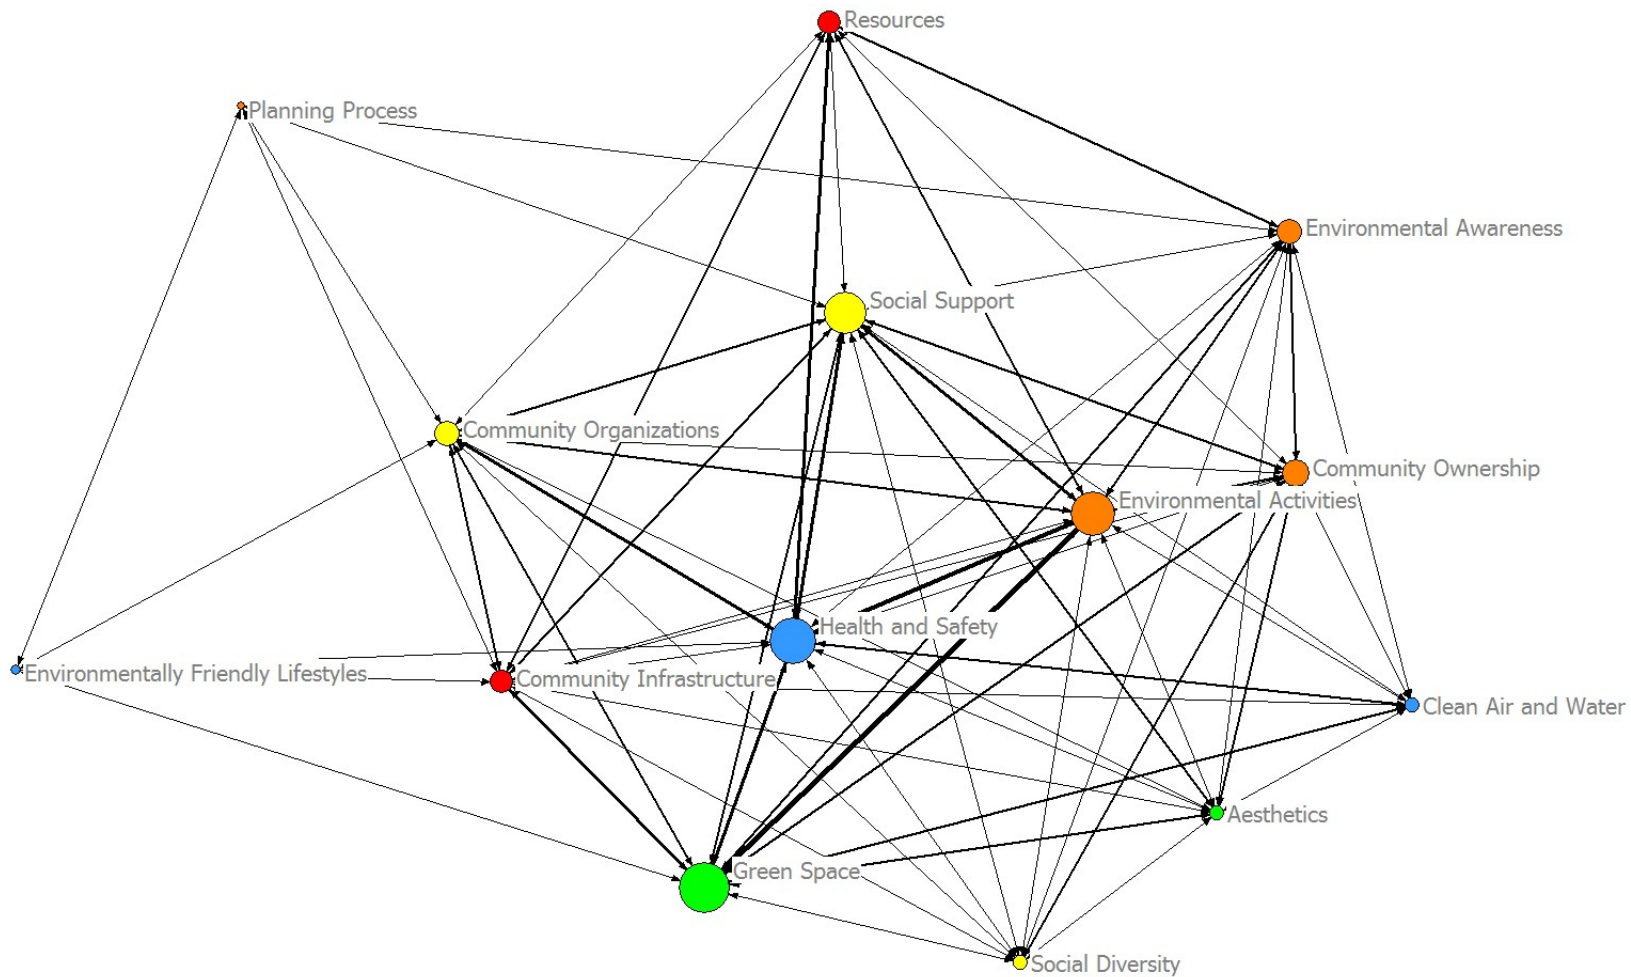 Resources
Planning Process
Environmental Awareness
Social Support
Community Organizations
Community Ownership
Environmental Activities
Health and Safety
Environmentally Friendly Lifestyles
Community Infrastructure
Clean Air and Water
Aesthetics
Green Space
Social Diversity